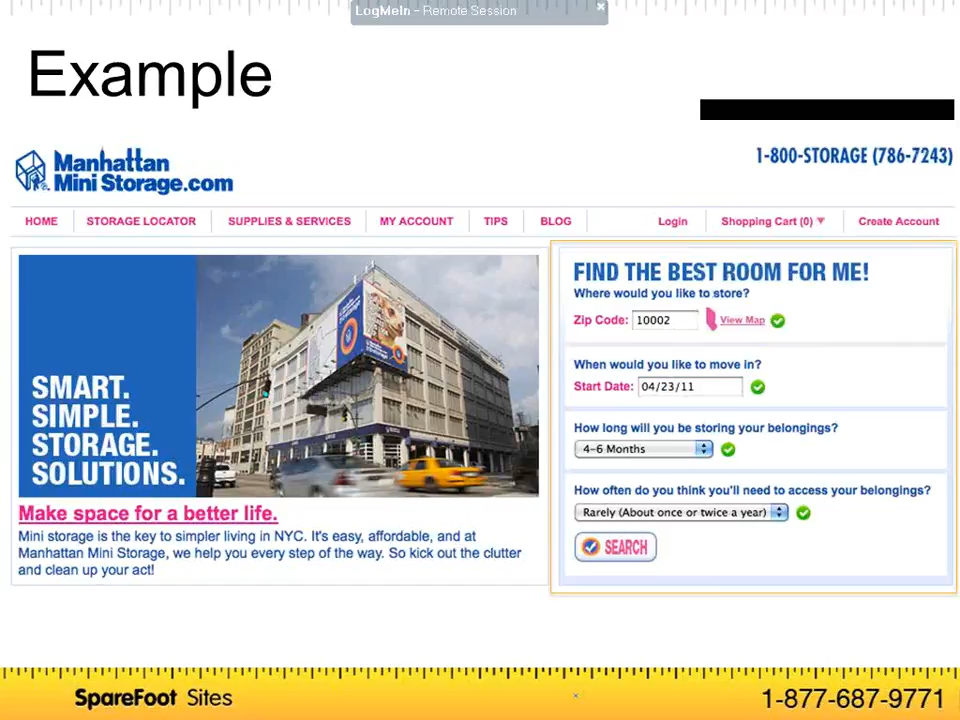 LogMeIn - Remote Session
Example
Manhattan
Mini Storage.com
1-800-STORAGE (786-7243)
HOME STORAGE LOCATOR SUPPLIES & SERVICES MY ACCOUNT TIPS BLOG Login Shopping Cart (0) Create Account
SMART.
SIMPLE.
STORAGE.
SOLUTIONS.
Make space for a better life.
Mini storage is the key to simpler living in NYC. It's easy, affordable, and at
Manhattan Mini Storage, we help you every step of the way. So kick out the clutter
and clean up your act!
FIND THE BEST ROOM FOR ME!
Where would you like to store?
Zip Code: 10002 View Map
When would you like to move in?
Start Date: 04/23/11
How long will you be storing your belongings?
4-6 Months
How often do you think you'll need to access your belongings?
Rarely (About once or twice a year)
SEARCH
SpareFoot Sites
1-877-687-9771